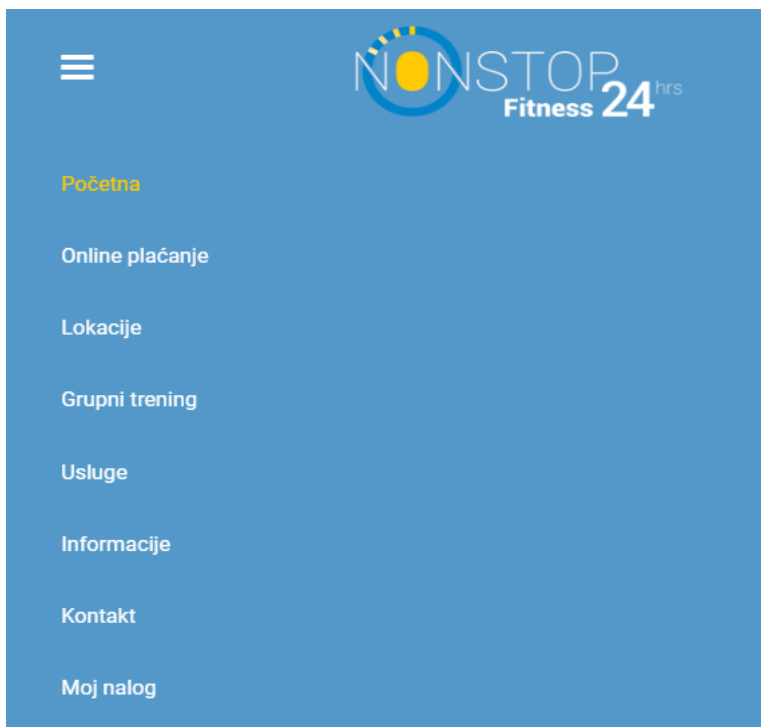 NONSTOP
Fitness 24 hrs
Početna
Online plaćanje
Lokacije
Grupni trening
Usluge
Informacije
Kontakt
Moj nalog